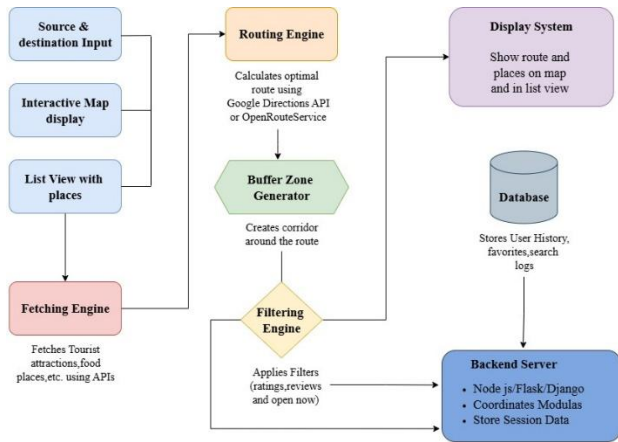 Source &
destination Input
Interactive Map
display
List View with
places
Fetching Engine
Fetches Tourist
attractions,food
places,etc. using APIs
Routing Engine
Calculates optimal
route using
Google Directions API
or OpenRouteService
Buffer Zone
Generator
Creates corridor
around the route
Filtering
Engine
Applies Filters
(ratings,reviews
and open now)
Display System
Show route and
places on map
and in list view
Database
Stores User History,
favorites,search
logs
Backend Server
• Node js/Flask/Django
• Coordinates Modulas
• Store Session Data